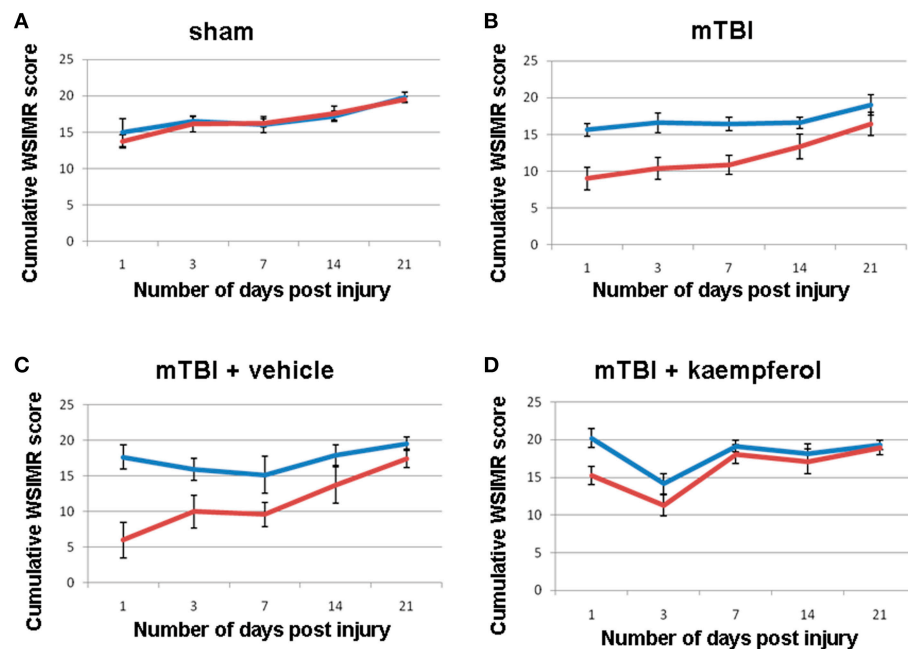 A
sham
Cumulative WSIMR score
25
20
15
10
5
0
1 3 7 14 21
Number of days post injury
B
mTBI
Cumulative WSIMR score
25
20
15
10
5
0
1 3 7 14 21
Number of days post injury
C
mTBI + vehicle
Cumulative WSIMR score
25
20
15
10
5
0
1 3 7 14 21
Number of days post injury
D
mTBI + kaempferol
Cumulative WSIMR score
25
20
15
10
5
0
1 3 7 14 21
Number of days post injury